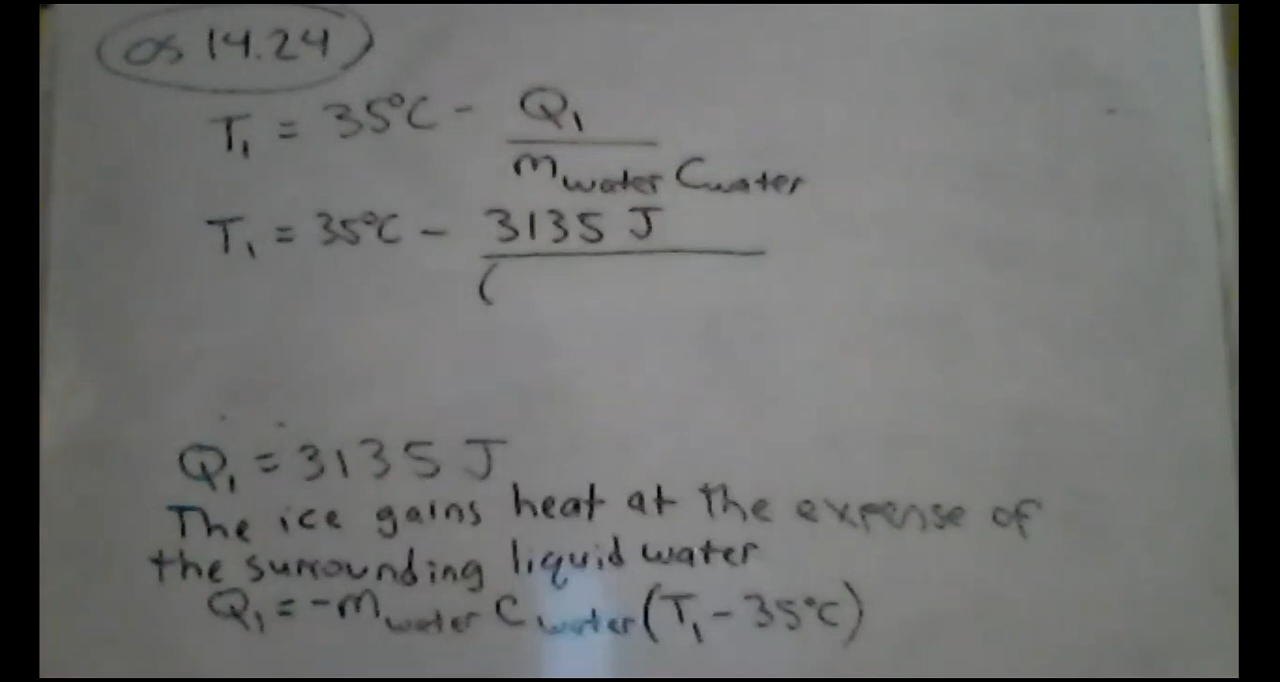 OS 14.24
T₁ = 35°C - Q₁ / m_water C_water
T₁ = 35°C - 3135 J / (
Q₁ = 3135 J
The ice gains heat at the expense of
the surrounding liquid water
Q₁ = -m_water C_water (T₁ - 35°C)